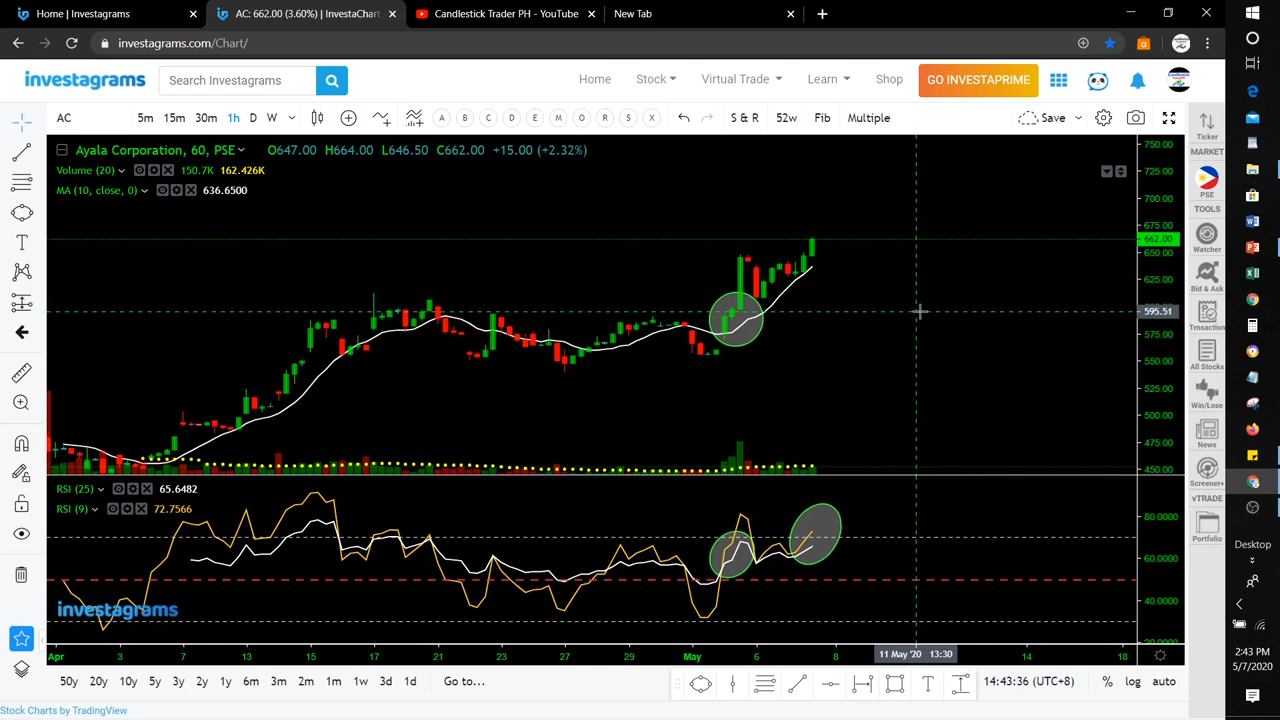 Home | Investagrams
AC: 662.00 (3.60%) | InvestaChart
Candlestick Trader PH - YouTube
New Tab
investagrams.com/Chart/
investagrams
Search Investagrams
Home
Stock
Virtual Trade
Learn
Shop
GO INVESTAPRIME
AC
5m 15m 30m 1h D W
A B C D E M O R S X
S & R 52w Fib Multiple
Save
Ayala Corporation, 60, PSE O647.00 H664.00 L646.50 C662.00 +15.00 (+2.32%)
Volume (20) 150.7K 162.426K
MA (10, close, 0) 636.6500
750.00
725.00
700.00
675.00
662.00
650.00
625.00
595.51
575.00
550.00
525.00
500.00
475.00
450.00
RSI (25) 65.6482
RSI (9) 72.7566
80.0000
60.0000
40.0000
20.0000
investagrams
Apr 3 7 13 15 17 21 23 27 29 May 6 8 11 May '20 13:30 14 18
50y 20y 10y 5y 3y 2y 1y 6m 3m 2m 1m 1w 3d 1d Go to...
14:43:36 (UTC+8) % log auto
Stock Charts by TradingView
Ticker
MARKET
PSE
TOOLS
Watcher
Bid & Ask
Trnsaction
All Stocks
Win/Lose
News
Screener+
vTRADE
Portfolio
Desktop
2:43 PM
5/7/2020